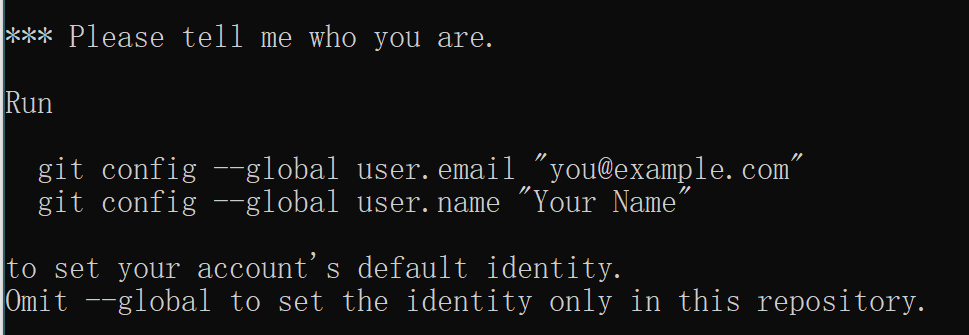 *** Please tell me who you are.
Run
git config --global user.email "you@example.com"
git config --global user.name "Your Name"
to set your account's default identity.
Omit --global to set the identity only in this repository.